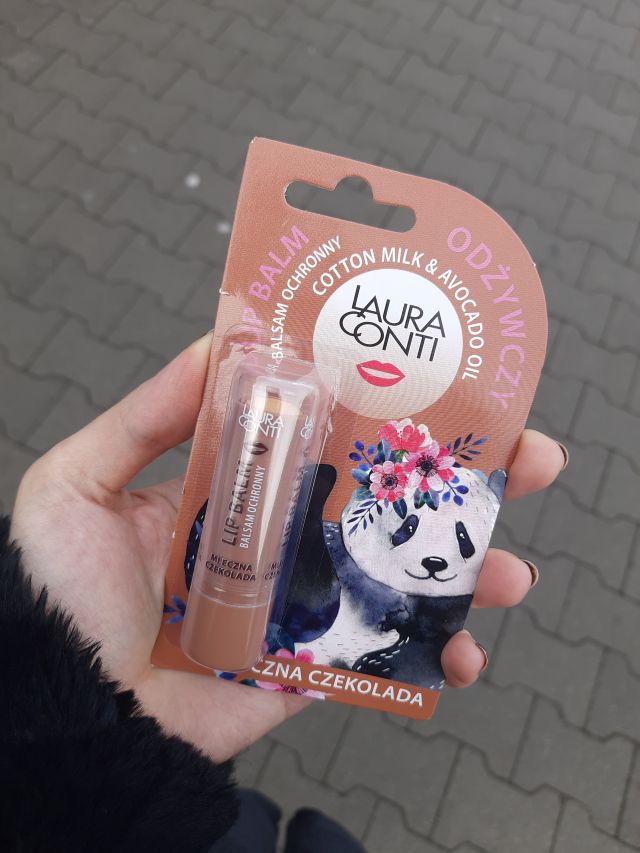 LIP BALM
BALSAM OCHRONNY
COTTON MILK & AVOCADO OIL
ODŻYWCZY
LAURA
CONTI
LAURA
CONTI
LIP BALM
BALSAM OCHRONNY
MLECZNA
CZEKOLADA
CZNA CZEKOLADA